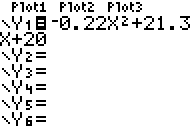 Plot1 Plot2 Plot3
\Y₁=-0.22X²+21.3
X+20
\Y₂=
\Y₃=
\Y₄=
\Y₅=
\Y₆=